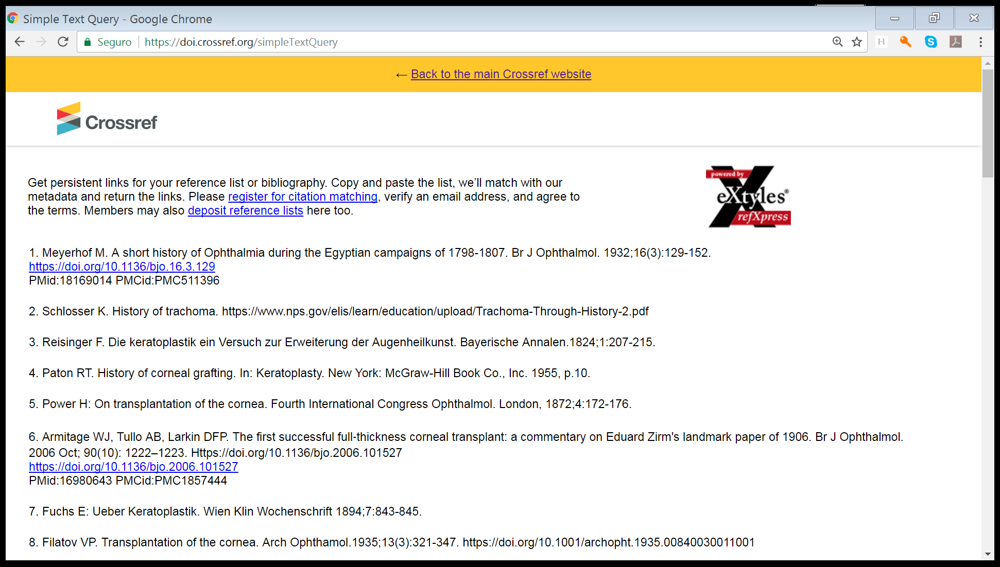 Simple Text Query - Google Chrome
Seguro https://doi.crossref.org/simpleTextQuery
H
S
← Back to the main Crossref website
Crossref
Get persistent links for your reference list or bibliography. Copy and paste the list, we’ll match with our
metadata and return the links. Please register for citation matching, verify an email address, and agree to
the terms. Members may also deposit reference lists here too.
powered by
eXtyles®
refXpress
1. Meyerhof M. A short history of Ophthalmia during the Egyptian campaigns of 1798-1807. Br J Ophthalmol. 1932;16(3):129-152.
https://doi.org/10.1136/bjo.16.3.129
PMid:18169014 PMCid:PMC511396
2. Schlosser K. History of trachoma. https://www.nps.gov/elis/learn/education/upload/Trachoma-Through-History-2.pdf
3. Reisinger F. Die keratoplastik ein Versuch zur Erweiterung der Augenheilkunst. Bayerische Annalen.1824;1:207-215.
4. Paton RT. History of corneal grafting. In: Keratoplasty. New York: McGraw-Hill Book Co., Inc. 1955, p.10.
5. Power H: On transplantation of the cornea. Fourth International Congress Ophthalmol. London, 1872;4:172-176.
6. Armitage WJ, Tullo AB, Larkin DFP. The first successful full-thickness corneal transplant: a commentary on Eduard Zirm's landmark paper of 1906. Br J Ophthalmol.
2006 Oct; 90(10): 1222–1223. Https://doi.org/10.1136/bjo.2006.101527
https://doi.org/10.1136/bjo.2006.101527
PMid:16980643 PMCid:PMC1857444
7. Fuchs E: Ueber Keratoplastik. Wien Klin Wochenschrift 1894;7:843-845.
8. Filatov VP. Transplantation of the cornea. Arch Ophthamol.1935;13(3):321-347. https://doi.org/10.1001/archopht.1935.00840030011001